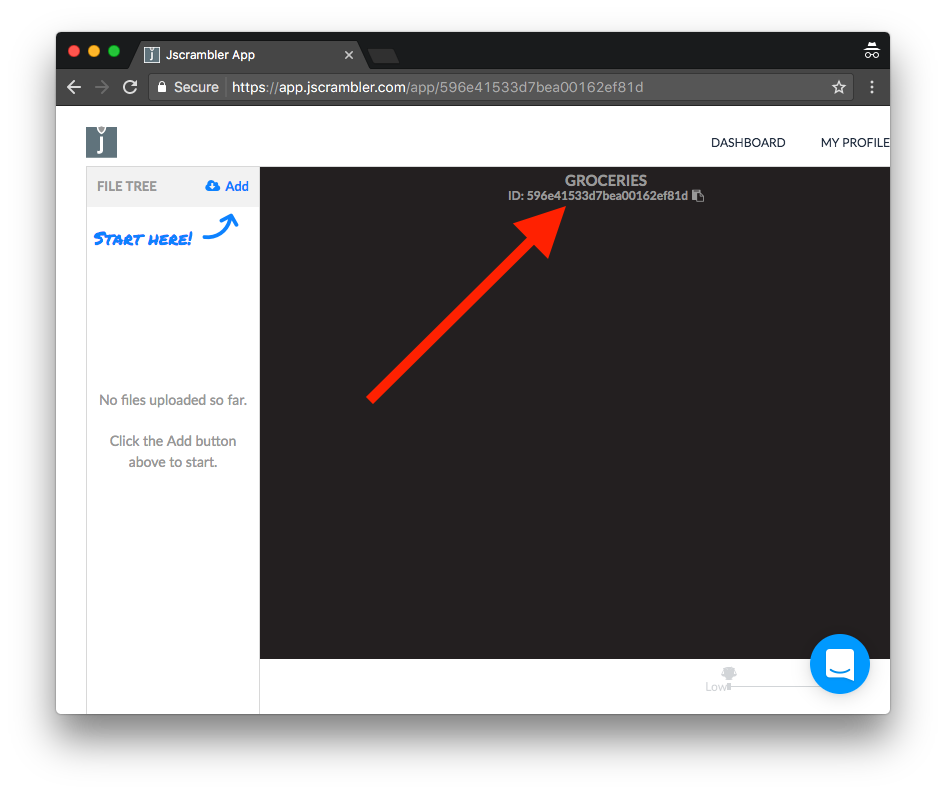 j Jscrambler App
Secure https://app.jscrambler.com/app/596e41533d7bea00162ef81d
j
DASHBOARD MY PROFILE
FILE TREE Add
GROCERIES
ID: 596e41533d7bea00162ef81d
START HERE!
No files uploaded so far.
Click the Add button
above to start.
Low